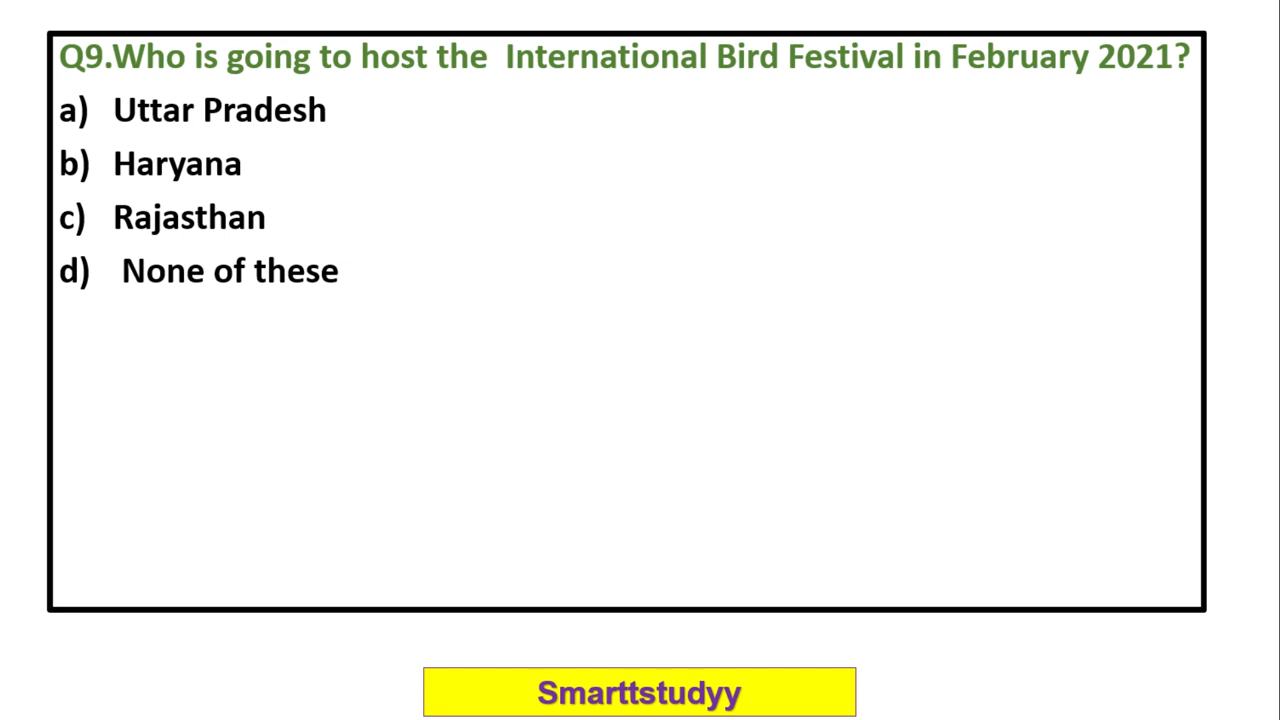 Q9.Who is going to host the  International Bird Festival in February 2021?
a) Uttar Pradesh
b) Haryana
c) Rajasthan
d) None of these
Smarttstudyy